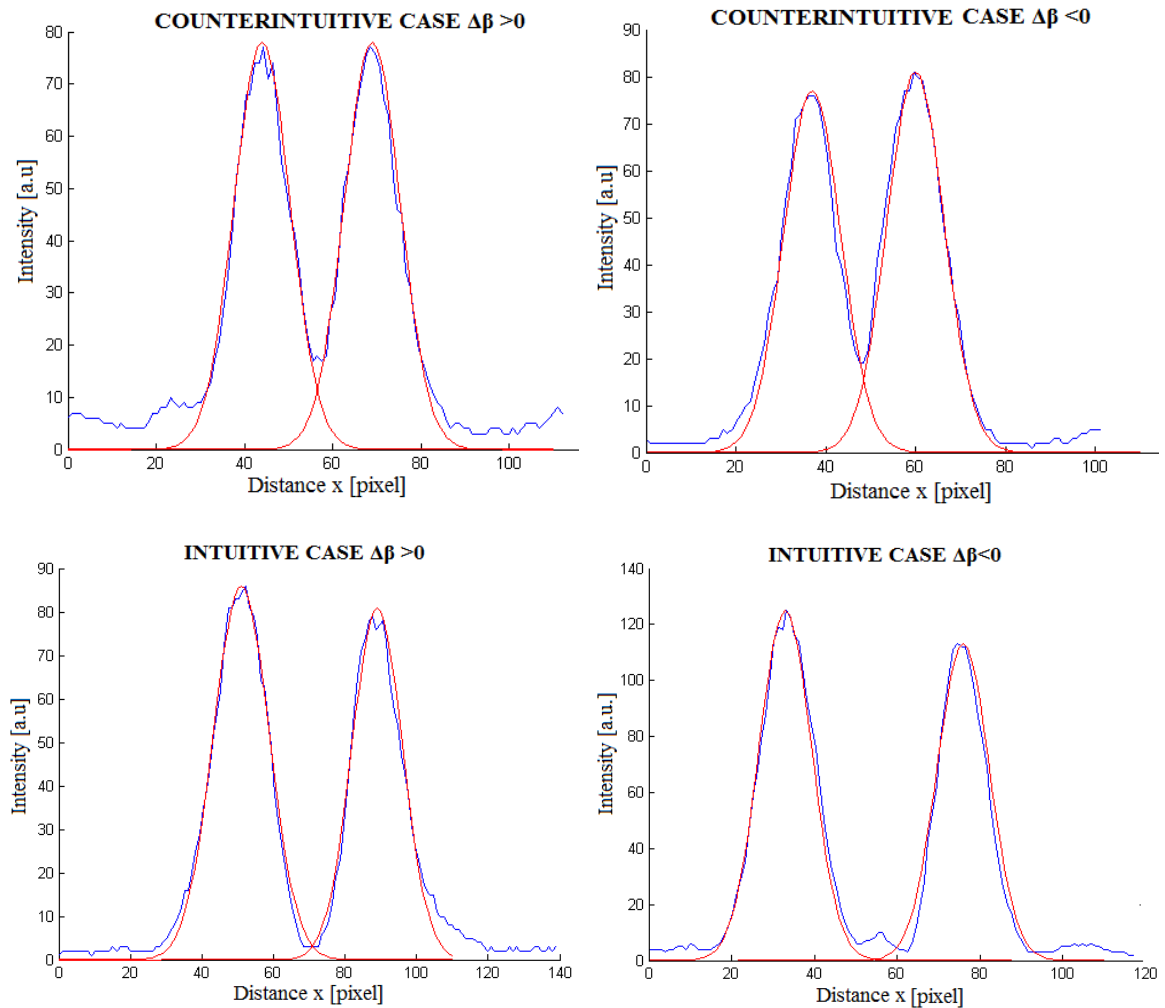 COUNTERINTUITIVE CASE Δβ >0
80
70
60
50
40
30
20
10
0
Intensity [a.u]
0 20 40 60 80 100
Distance x [pixel]
COUNTERINTUITIVE CASE Δβ <0
90
80
70
60
50
40
30
20
10
0
Intensity [a.u]
0 20 40 60 80 100
Distance x [pixel]
INTUITIVE CASE Δβ >0
90
80
70
60
50
40
30
20
10
0
Intensity [a.u]
0 20 40 60 80 100 120 140
Distance x [pixel]
INTUITIVE CASE Δβ<0
140
120
100
80
60
40
20
0
Intensity [a.u.]
0 20 40 60 80 100 120
Distance x [pixel]